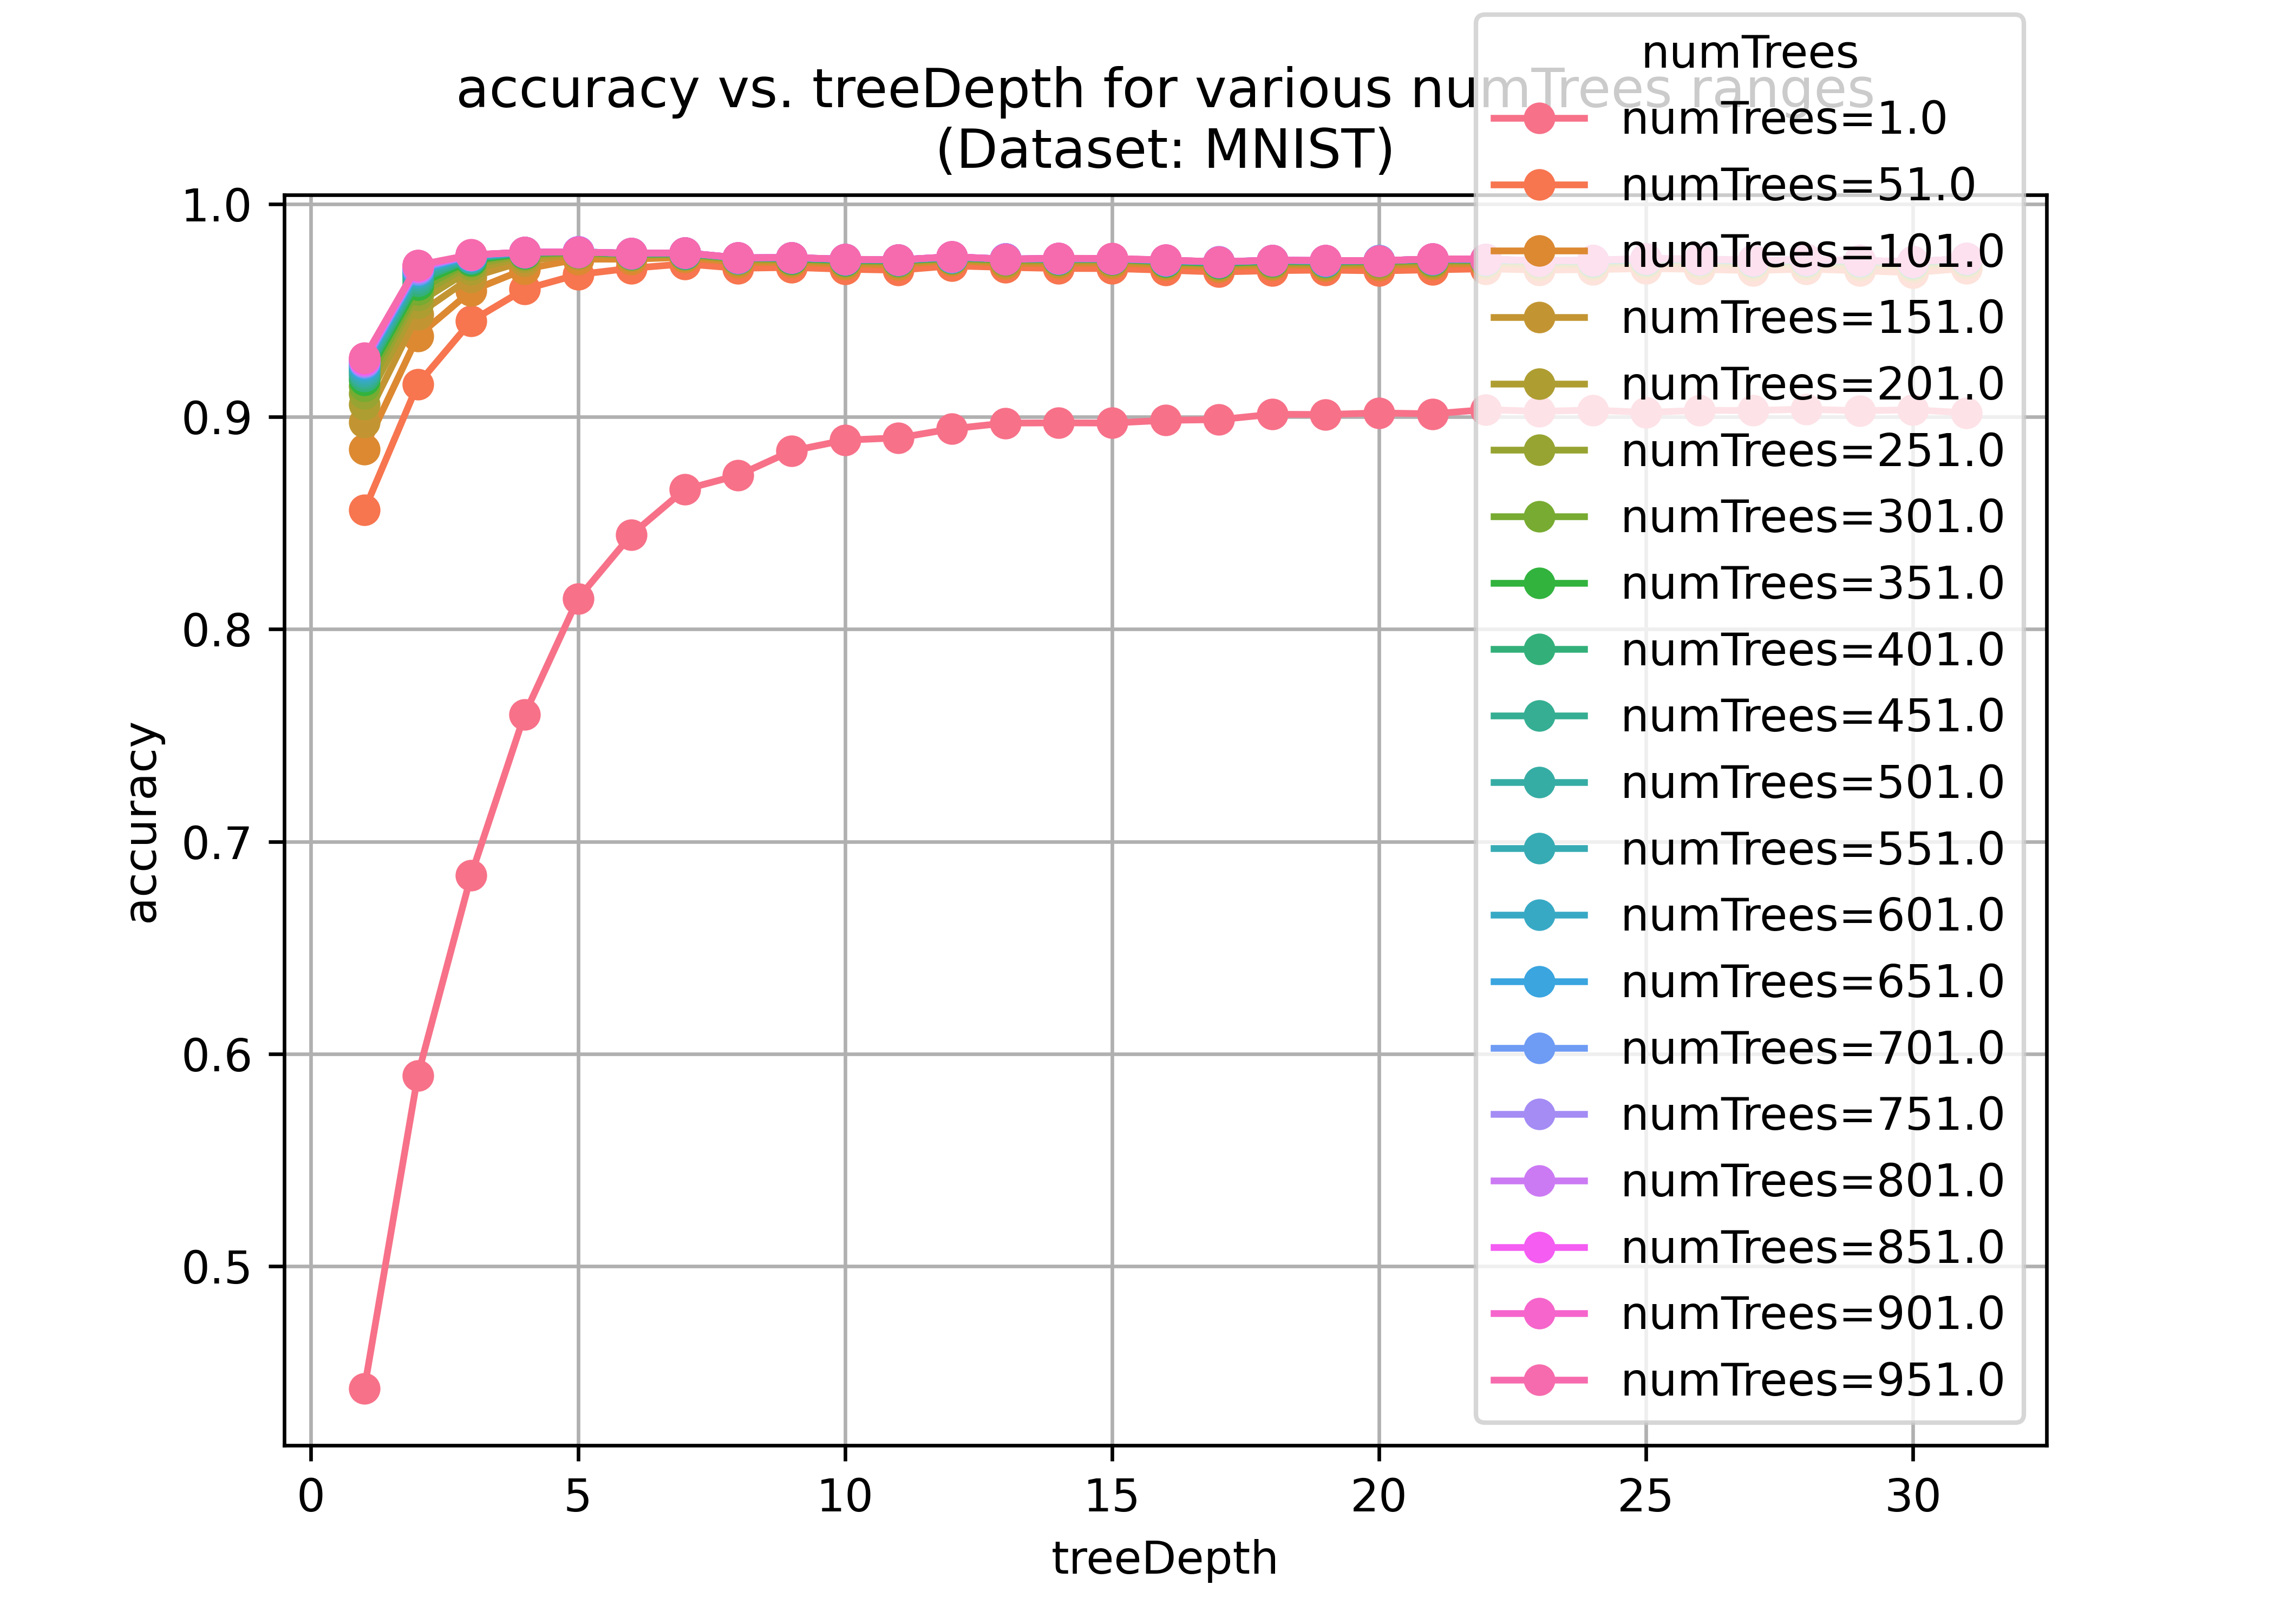 accuracy vs. treeDepth for various numTrees ranges
(Dataset: MNIST)
numTrees
numTrees=1.0
numTrees=51.0
numTrees=101.0
numTrees=151.0
numTrees=201.0
numTrees=251.0
numTrees=301.0
numTrees=351.0
numTrees=401.0
numTrees=451.0
numTrees=501.0
numTrees=551.0
numTrees=601.0
numTrees=651.0
numTrees=701.0
numTrees=751.0
numTrees=801.0
numTrees=851.0
numTrees=901.0
numTrees=951.0
accuracy
1.0
0.9
0.8
0.7
0.6
0.5
0 5 10 15 20 25 30
treeDepth